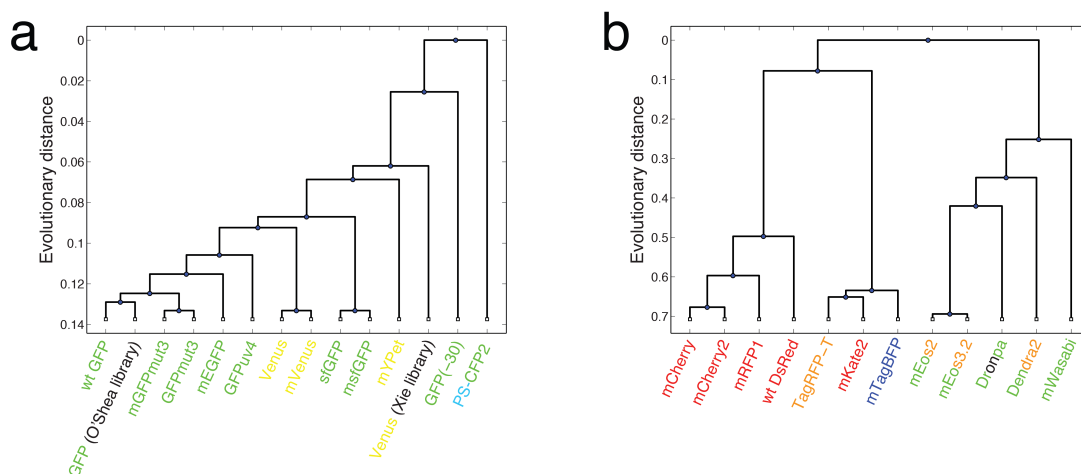 a
Evolutionary distance
0
0.02
0.04
0.06
0.08
0.1
0.12
0.14
wt GFP
GFP (O'Shea library)
mGFPmut3
GFPmut3
mEGFP
GFPuv4
Venus
mVenus
sfGFP
msfGFP
mYPet
Venus (Xie library)
GFP(−30)
PS-CFP2
b
Evolutionary distance
0
0.1
0.2
0.3
0.4
0.5
0.6
0.7
mCherry
mCherry2
mRFP1
wt DsRed
TagRFP−T
mKate2
mTagBFP
mEos2
mEos3.2
Dronpa
Dendra2
mWasabi